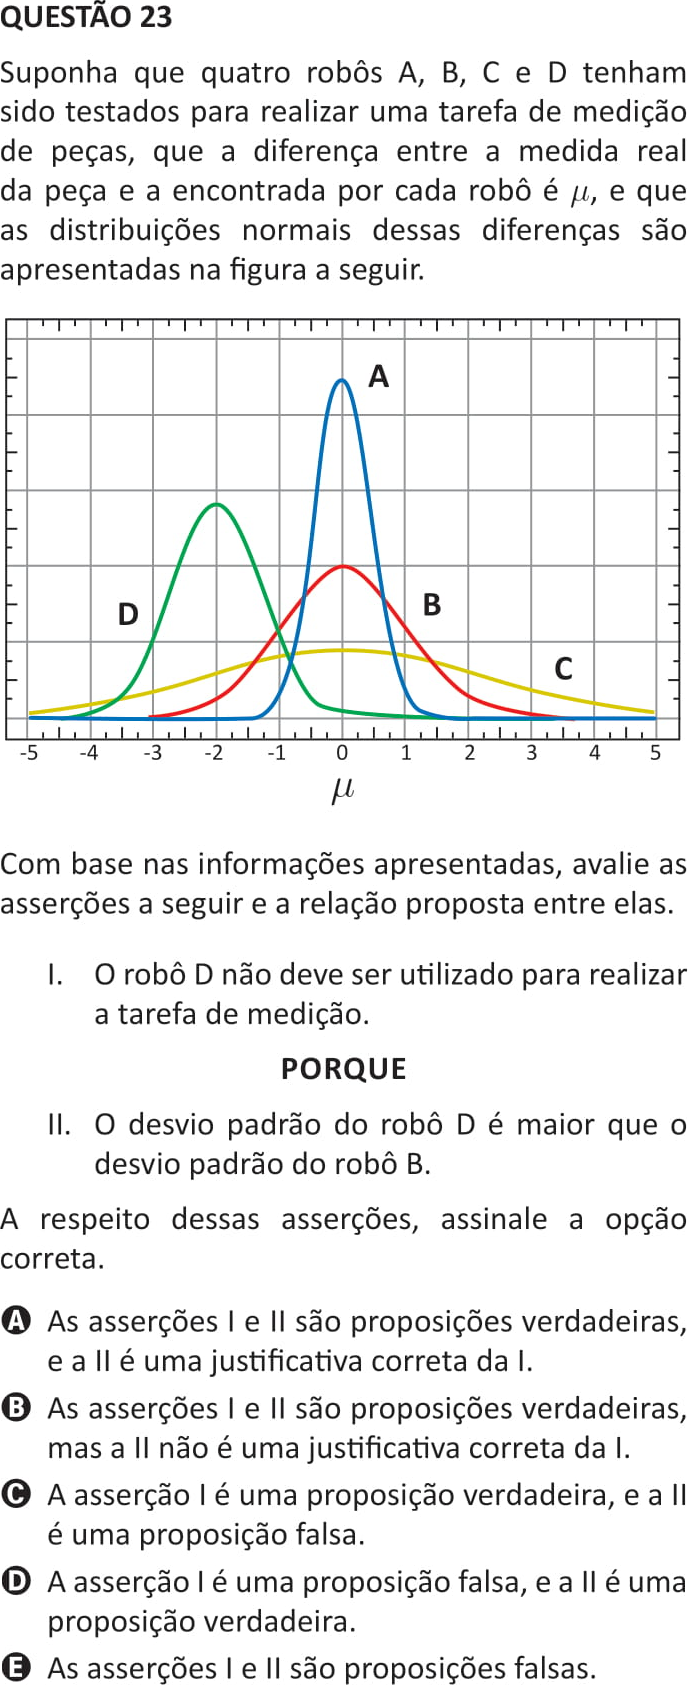 QUESTÃO 23
Suponha que quatro robôs A, B, C e D tenham
sido testados para realizar uma tarefa de medição
de peças, que a diferença entre a medida real
da peça e a encontrada por cada robô é μ, e que
as distribuições normais dessas diferenças são
apresentadas na figura a seguir.
A
D
B
C
-5 -4 -3 -2 -1 0 1 2 3 4 5
μ
Com base nas informações apresentadas, avalie as
asserções a seguir e a relação proposta entre elas.
I. O robô D não deve ser utilizado para realizar
a tarefa de medição.
PORQUE
II. O desvio padrão do robô D é maior que o
desvio padrão do robô B.
A respeito dessas asserções, assinale a opção
correta.
A As asserções I e II são proposições verdadeiras,
e a II é uma justificativa correta da I.
B As asserções I e II são proposições verdadeiras,
mas a II não é uma justificativa correta da I.
C A asserção I é uma proposição verdadeira, e a II
é uma proposição falsa.
D A asserção I é uma proposição falsa, e a II é uma
proposição verdadeira.
E As asserções I e II são proposições falsas.